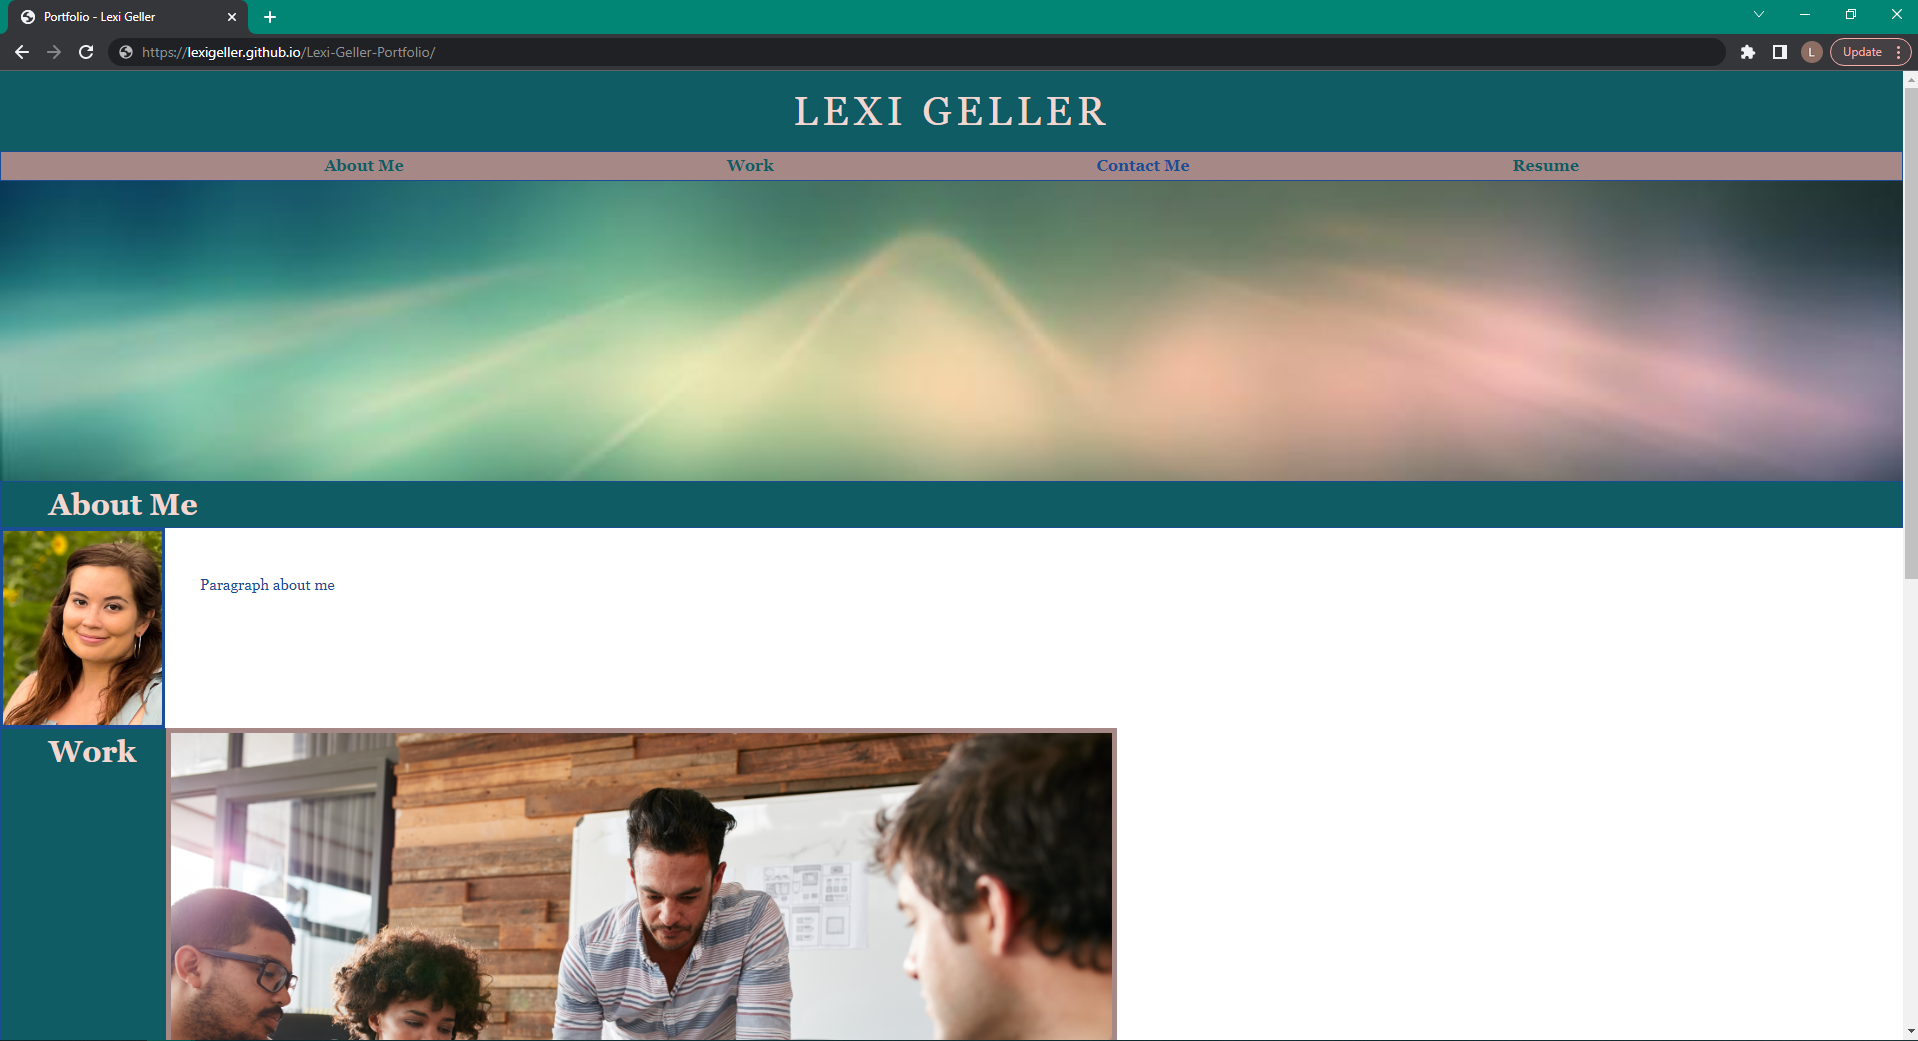 Portfolio - Lexi Geller
https://lexigeller.github.io/Lexi-Geller-Portfolio/
L
Update
LEXI GELLER
About Me
Work
Contact Me
Resume
About Me
Paragraph about me
Work